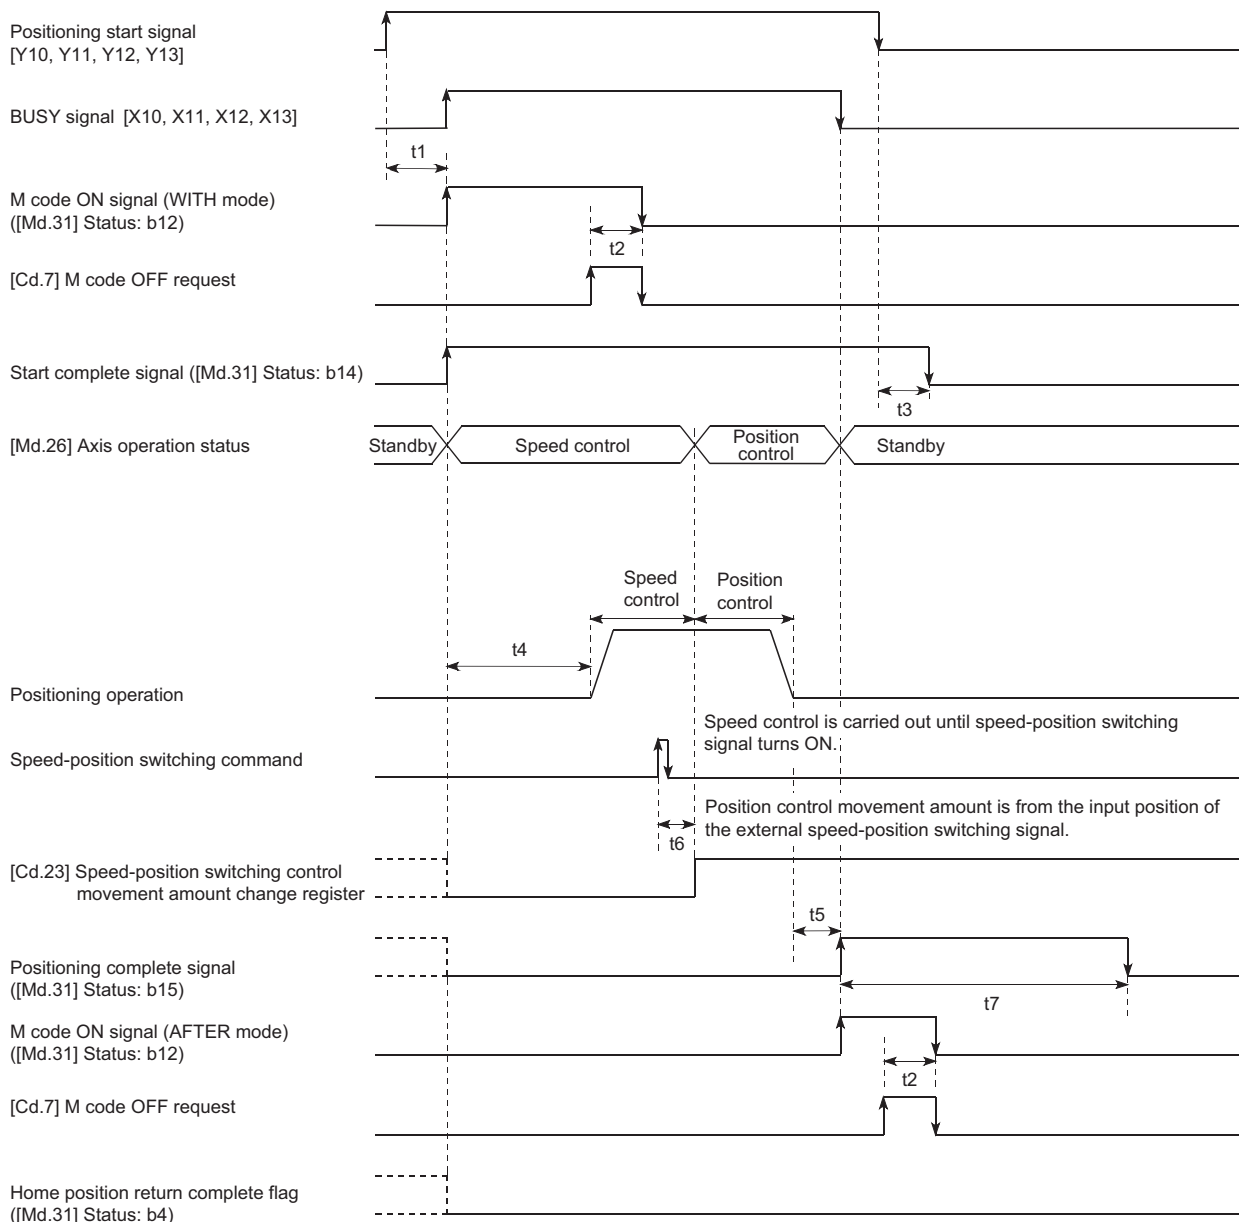 Positioning start signal
[Y10, Y11, Y12, Y13]
BUSY signal [X10, X11, X12, X13]
t1
M code ON signal (WITH mode)
([Md.31] Status: b12)
t2
[Cd.7] M code OFF request
Start complete signal ([Md.31] Status: b14)
t3
[Md.26] Axis operation status
Standby
Speed control
Position
control
Standby
Speed
control
Position
control
t4
Positioning operation
Speed control is carried out until speed-position switching
signal turns ON.
Speed-position switching command
Position control movement amount is from the input position of
the external speed-position switching signal.
t6
[Cd.23] Speed-position switching control
movement amount change register
t5
Positioning complete signal
([Md.31] Status: b15)
t7
M code ON signal (AFTER mode)
([Md.31] Status: b12)
t2
[Cd.7] M code OFF request
Home position return complete flag
([Md.31] Status: b4)